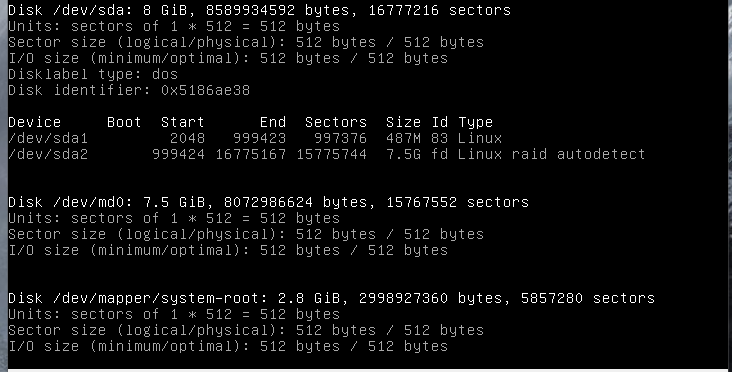 Disk /dev/sda: 8 GiB, 8589934592 bytes, 16777216 sectors
Units: sectors of 1 * 512 = 512 bytes
Sector size (logical/physical): 512 bytes / 512 bytes
I/O size (minimum/optimal): 512 bytes / 512 bytes
Disklabel type: dos
Disk identifier: 0x5186ae38
Device     Boot  Start      End  Sectors  Size Id Type
/dev/sda1         2048   999423   997376  487M 83 Linux
/dev/sda2       999424 16775167 15775744  7.5G fd Linux raid autodetect
Disk /dev/md0: 7.5 GiB, 8072986624 bytes, 15767552 sectors
Units: sectors of 1 * 512 = 512 bytes
Sector size (logical/physical): 512 bytes / 512 bytes
I/O size (minimum/optimal): 512 bytes / 512 bytes
Disk /dev/mapper/system-root: 2.8 GiB, 2998927360 bytes, 5857280 sectors
Units: sectors of 1 * 512 = 512 bytes
Sector size (logical/physical): 512 bytes / 512 bytes
I/O size (minimum/optimal): 512 bytes / 512 bytes